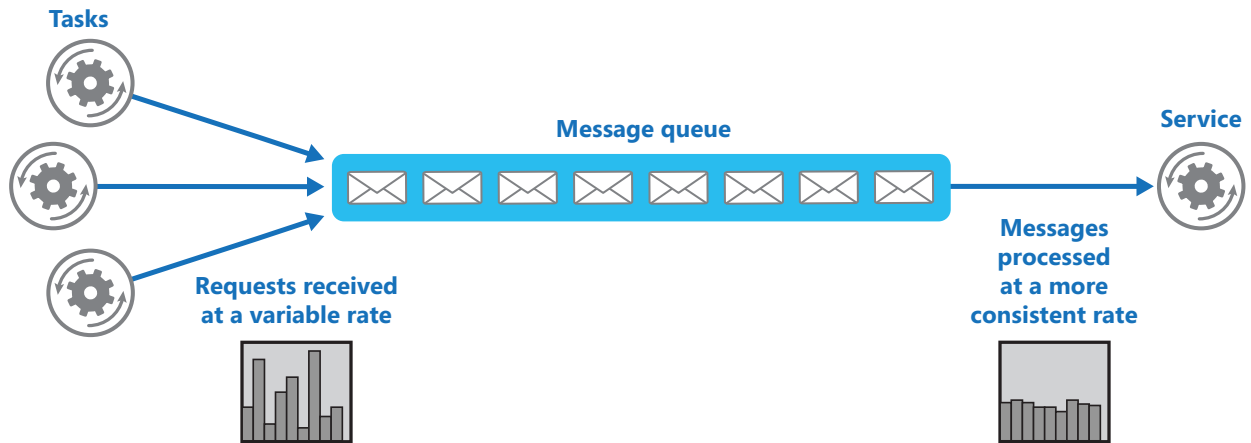 Tasks
Message queue
Service
Requests received
at a variable rate
Messages
processed
at a more
consistent rate